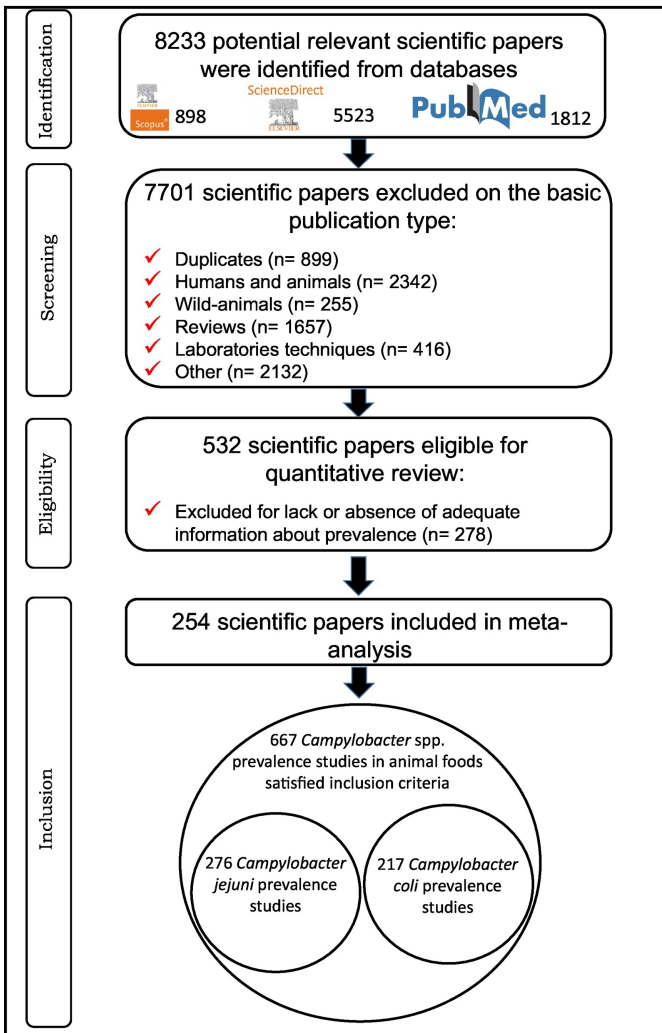 Identification
8233 potential relevant scientific papers
were identified from databases
ELSEVIER
Scopus®
898
ScienceDirect
ELSEVIER
5523
PubMed
1812
Screening
7701 scientific papers excluded on the basic
publication type:
Duplicates (n= 899)
Humans and animals (n= 2342)
Wild-animals (n= 255)
Reviews (n= 1657)
Laboratories techniques (n= 416)
Other (n= 2132)
Eligibility
532 scientific papers eligible for
quantitative review:
Excluded for lack or absence of adequate
information about prevalence (n= 278)
Inclusion
254 scientific papers included in meta-
analysis
667 Campylobacter spp.
prevalence studies in animal foods
satisfied inclusion criteria
276 Campylobacter
jejuni prevalence
studies
217 Campylobacter
coli prevalence
studies